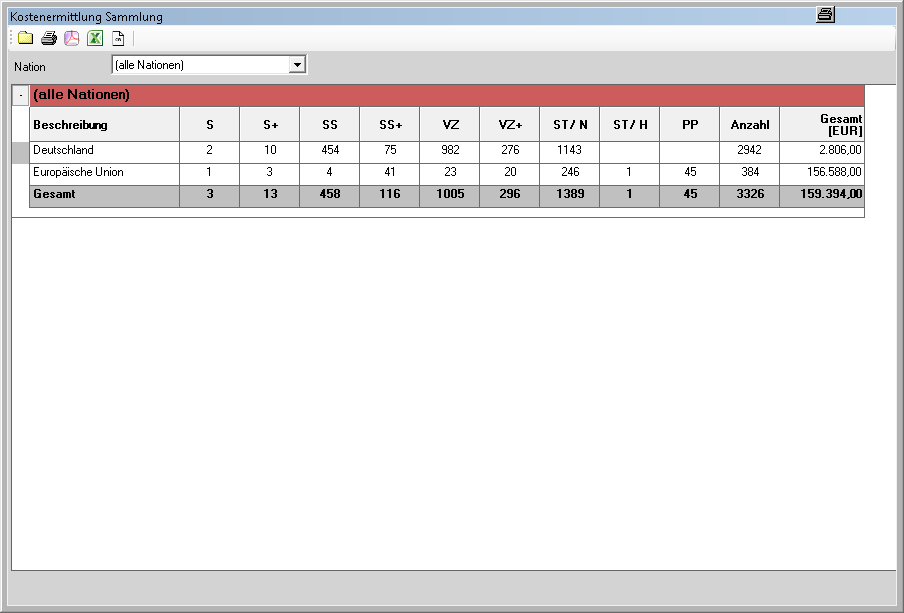 Kostenermittlung Sammlung
Nation (alle Nationen)
- (alle Nationen)
Beschreibung S S+ SS SS+ VZ VZ+ ST/ N ST/ H PP Anzahl Gesamt [EUR]
Deutschland 2 10 454 75 982 276 1143 2942 2.806,00
Europäische Union 1 3 4 41 23 20 246 1 45 384 156.588,00
Gesamt 3 13 458 116 1005 296 1389 1 45 3326 159.394,00